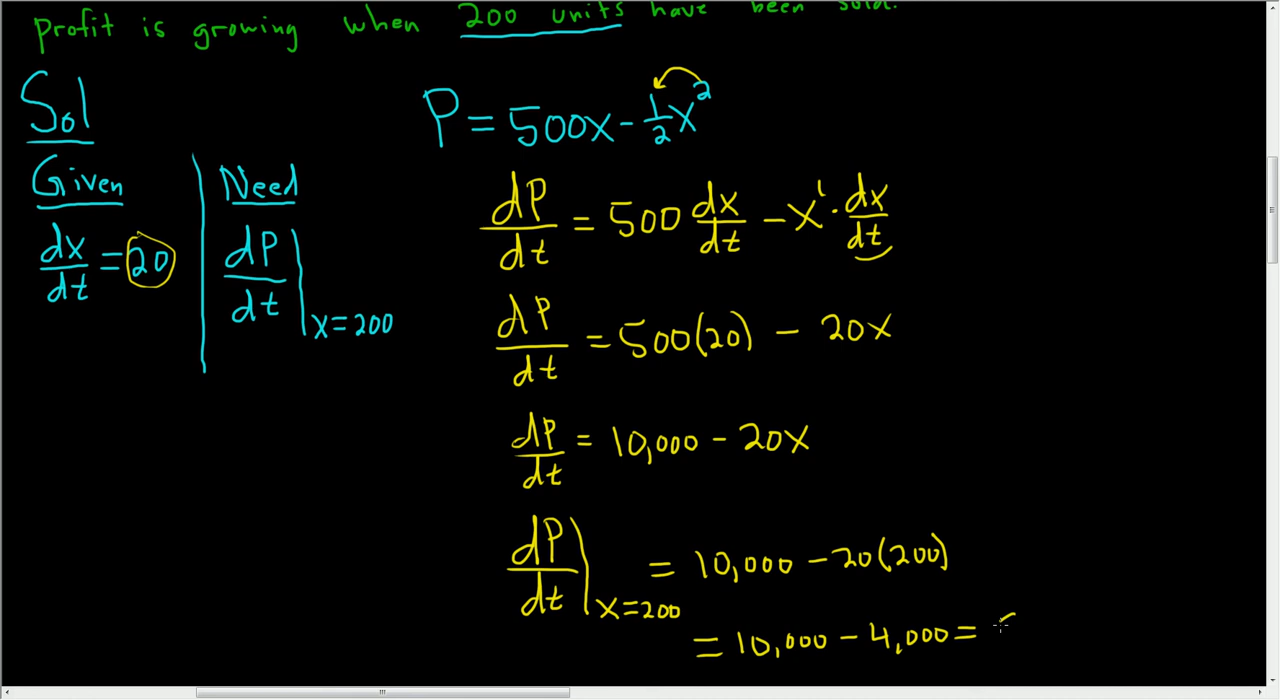 profit is growing when 200 units have been sold.
Sol
P = 500x - 1/2 x^2
Given
Need
dx/dt = 20
dP/dt | x = 200
dP/dt = 500 dx/dt - x^1 · dx/dt
dP/dt = 500(20) - 20x
dP/dt = 10,000 - 20x
dP/dt | x = 200 = 10,000 - 20(200)
= 10,000 - 4,000 =